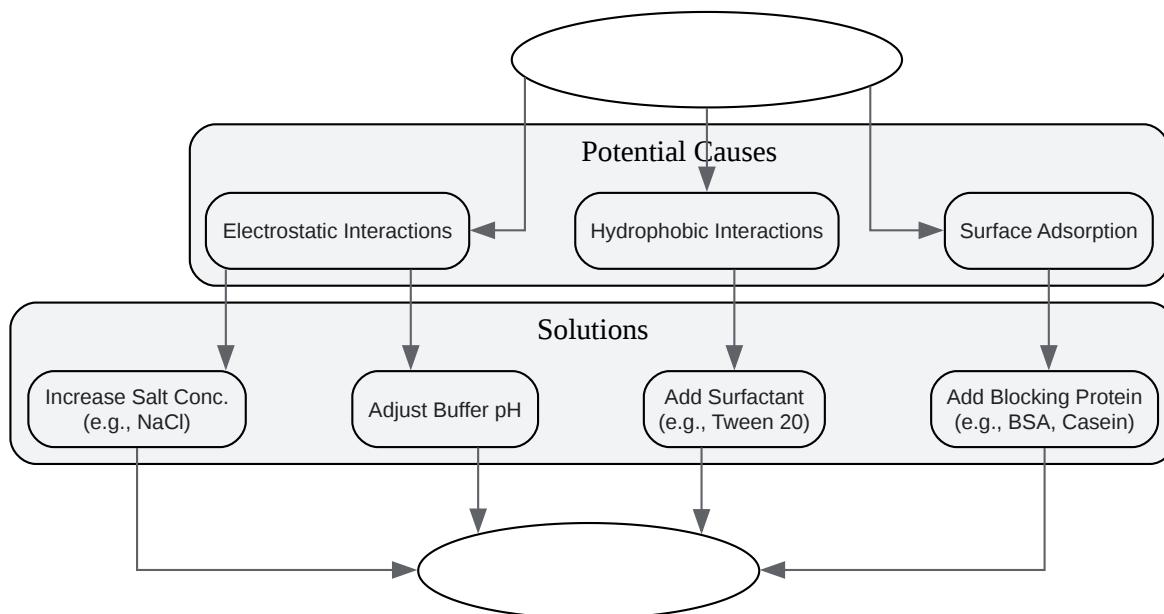 Potential Causes
Electrostatic Interactions
Hydrophobic Interactions
Surface Adsorption
Solutions
Increase Salt Conc.
(e.g., NaCl)
Adjust Buffer pH
Add Surfactant
(e.g., Tween 20)
Add Blocking Protein
(e.g., BSA, Casein)